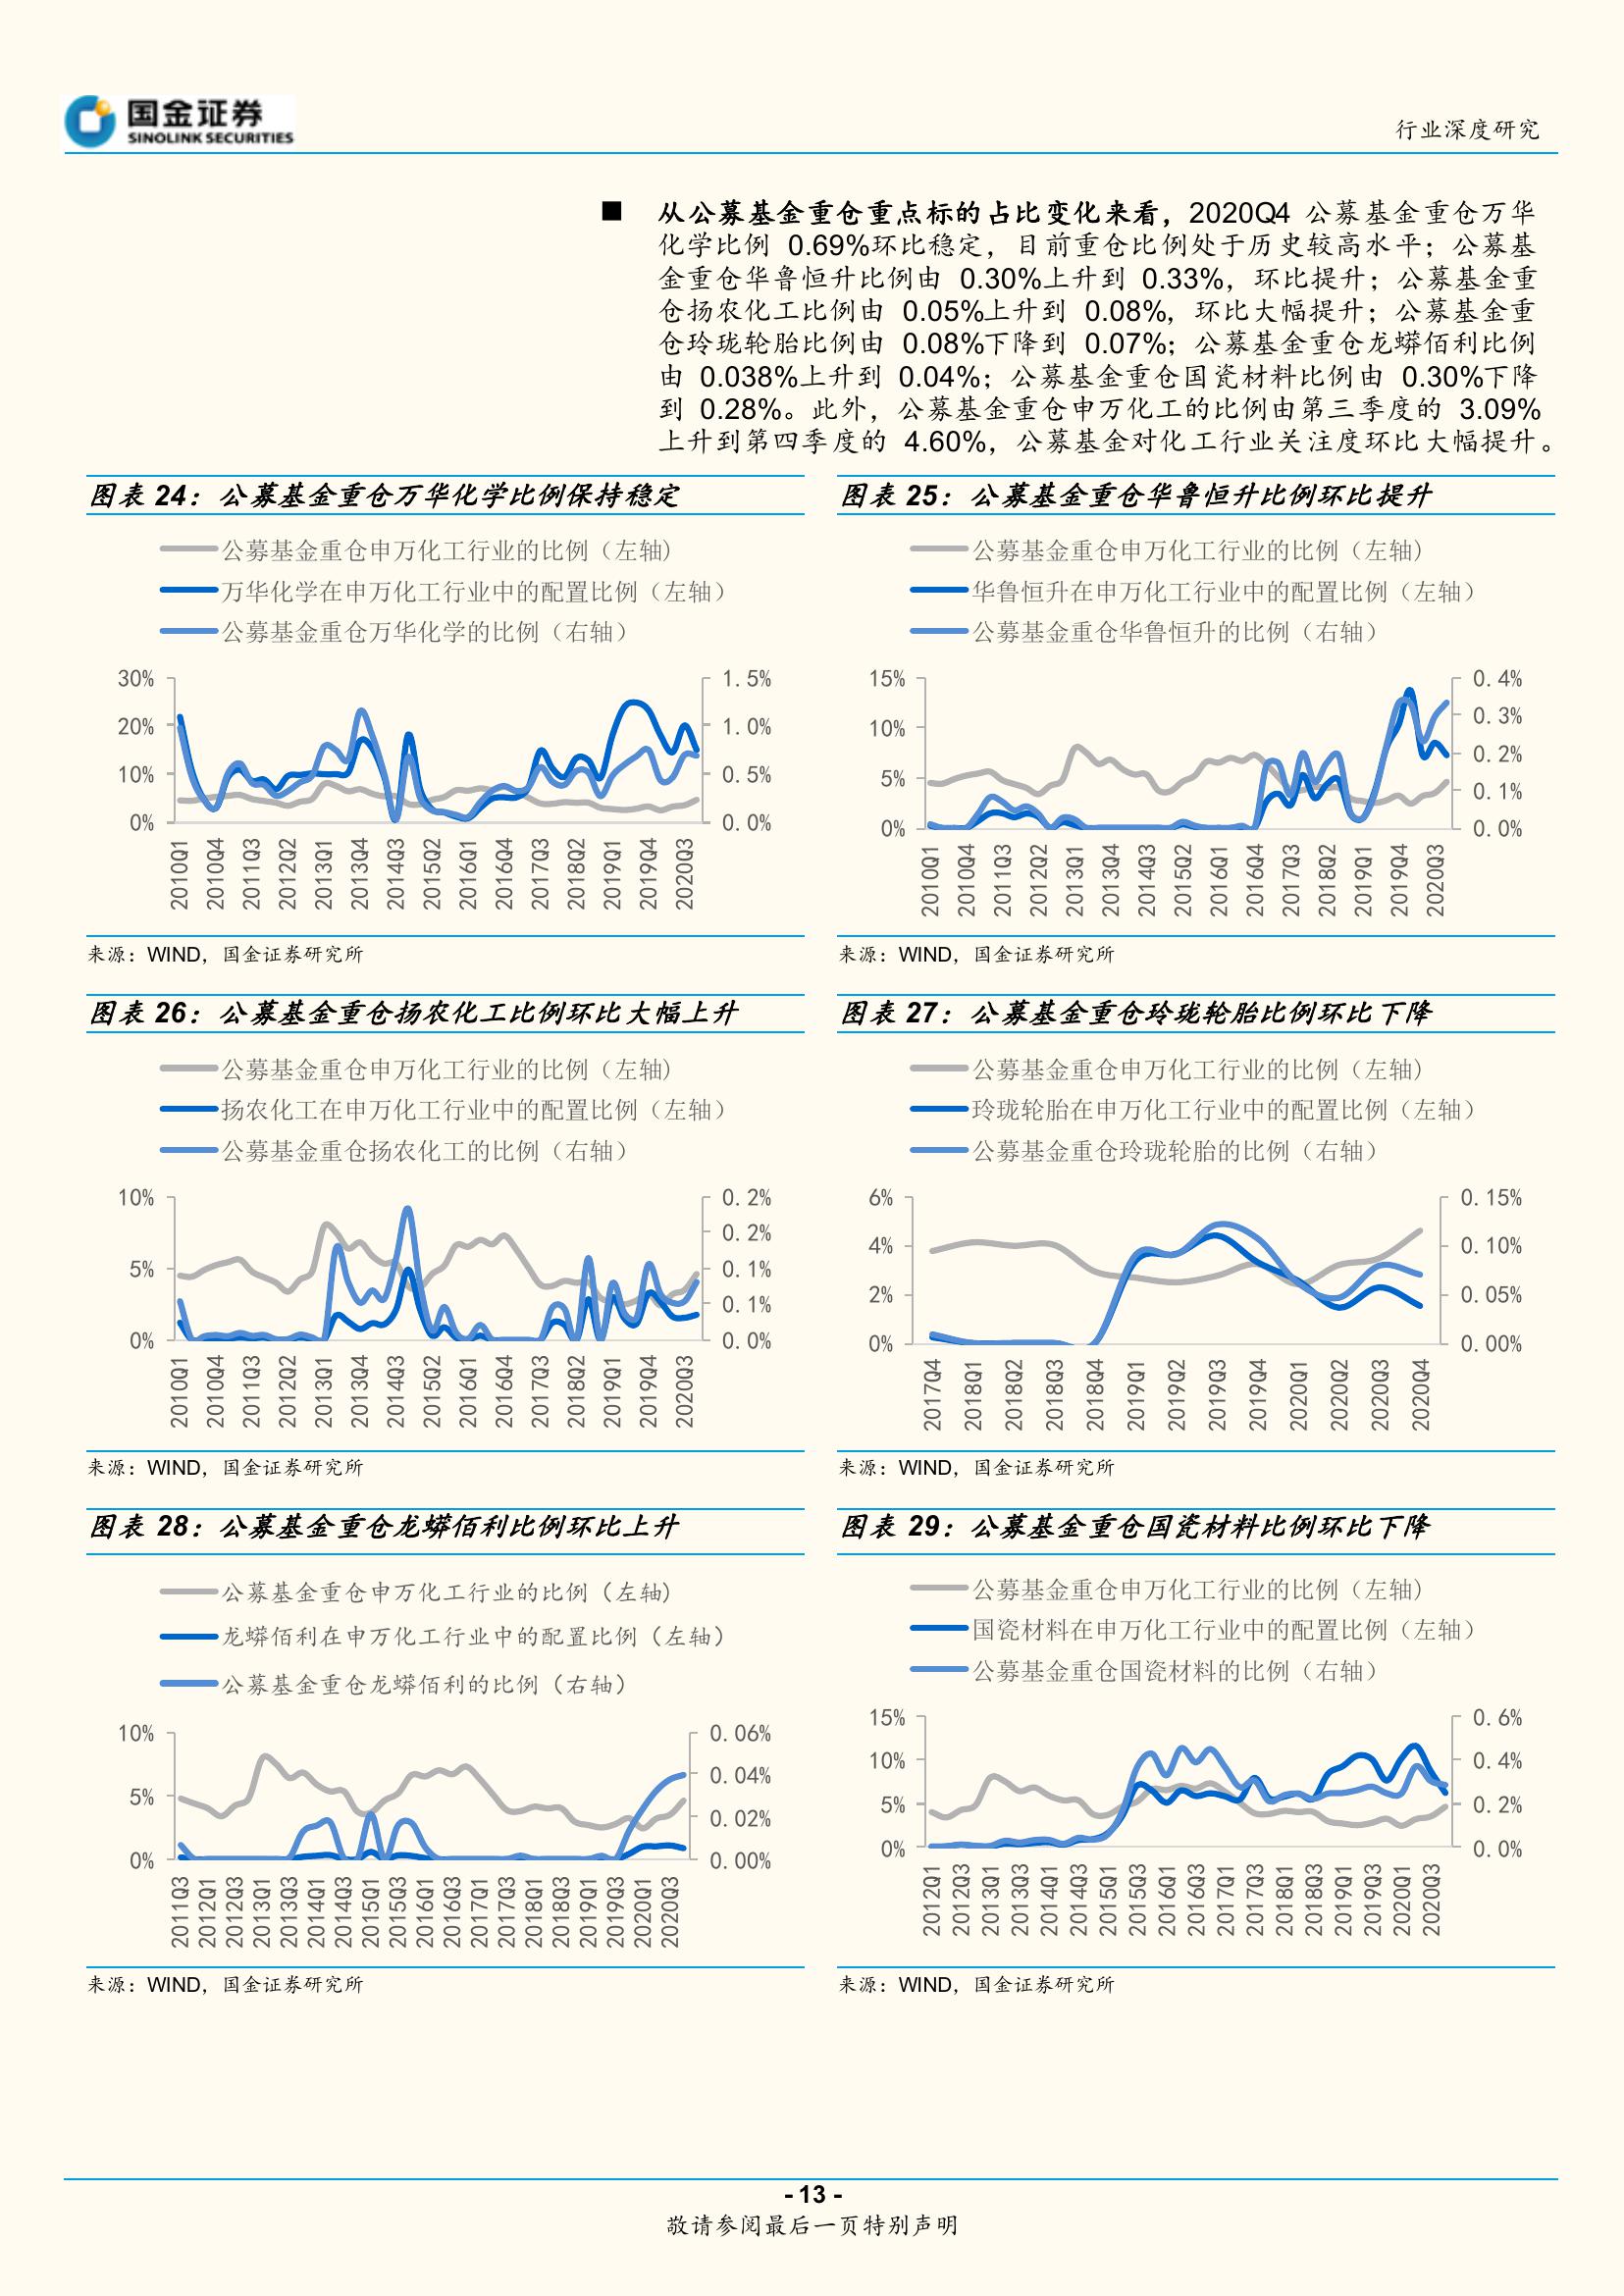 国金证券
SINOLINK SECURITIES
行业深度研究
■ 从公募基金重仓重点标的占比变化来看，2020Q4 公募基金重仓万华
化学比例 0.69%环比稳定，目前重仓比例处于历史较高水平；公募基
金重仓华鲁恒升比例由 0.30%上升到 0.33%，环比提升；公募基金重
仓扬农化工比例由 0.05%上升到 0.08%，环比大幅提升；公募基金重
仓玲珑轮胎比例由 0.08%下降到 0.07%；公募基金重仓龙蟒佰利比例
由 0.038%上升到 0.04%；公募基金重仓国瓷材料比例由 0.30%下降
到 0.28%。此外，公募基金重仓申万化工的比例由第三季度的 3.09%
上升到第四季度的 4.60%，公募基金对化工行业关注度环比大幅提升。
图表 24：公募基金重仓万华化学比例保持稳定
公募基金重仓申万化工行业的比例（左轴）
万华化学在申万化工行业中的配置比例（左轴）
公募基金重仓万华化学的比例（右轴）
30% 1.5%
20% 1.0%
10% 0.5%
0% 0.0%
2010Q1 2010Q4 2011Q3 2012Q2 2013Q1 2013Q4 2014Q3 2015Q2 2016Q1 2016Q4 2017Q3 2018Q2 2019Q1 2019Q4 2020Q3
来源：WIND，国金证券研究所
图表 25：公募基金重仓华鲁恒升比例环比提升
公募基金重仓申万化工行业的比例（左轴）
华鲁恒升在申万化工行业中的配置比例（左轴）
公募基金重仓华鲁恒升的比例（右轴）
15% 0.4%
0.3%
10%
0.2%
5%
0.1%
0% 0.0%
2010Q1 2010Q4 2011Q3 2012Q2 2013Q1 2013Q4 2014Q3 2015Q2 2016Q1 2016Q4 2017Q3 2018Q2 2019Q1 2019Q4 2020Q3
来源：WIND，国金证券研究所
图表 26：公募基金重仓扬农化工比例环比大幅上升
公募基金重仓申万化工行业的比例（左轴）
扬农化工在申万化工行业中的配置比例（左轴）
公募基金重仓扬农化工的比例（右轴）
10% 0.2%
0.2%
5% 0.1%
0.1%
0% 0.0%
2010Q1 2010Q4 2011Q3 2012Q2 2013Q1 2013Q4 2014Q3 2015Q2 2016Q1 2016Q4 2017Q3 2018Q2 2019Q1 2019Q4 2020Q3
来源：WIND，国金证券研究所
图表 27：公募基金重仓玲珑轮胎比例环比下降
公募基金重仓申万化工行业的比例（左轴）
玲珑轮胎在申万化工行业中的配置比例（左轴）
公募基金重仓玲珑轮胎的比例（右轴）
6% 0.15%
4% 0.10%
2% 0.05%
0% 0.00%
2017Q4 2018Q1 2018Q2 2018Q3 2018Q4 2019Q1 2019Q2 2019Q3 2019Q4 2020Q1 2020Q2 2020Q3 2020Q4
来源：WIND，国金证券研究所
图表 28：公募基金重仓龙蟒佰利比例环比上升
公募基金重仓申万化工行业的比例（左轴）
龙蟒佰利在申万化工行业中的配置比例（左轴）
公募基金重仓龙蟒佰利的比例（右轴）
10% 0.06%
0.04%
5%
0.02%
0% 0.00%
2011Q3 2012Q1 2012Q3 2013Q1 2013Q3 2014Q1 2014Q3 2015Q1 2015Q3 2016Q1 2016Q3 2017Q1 2017Q3 2018Q1 2018Q3 2019Q1 2019Q3 2020Q1 2020Q3
来源：WIND，国金证券研究所
图表 29：公募基金重仓国瓷材料比例环比下降
公募基金重仓申万化工行业的比例（左轴）
国瓷材料在申万化工行业中的配置比例（左轴）
公募基金重仓国瓷材料的比例（右轴）
15% 0.6%
10% 0.4%
5% 0.2%
0% 0.0%
2012Q1 2012Q3 2013Q1 2013Q3 2014Q1 2014Q3 2015Q1 2015Q3 2016Q1 2016Q3 2017Q1 2017Q3 2018Q1 2018Q3 2019Q1 2019Q3 2020Q1 2020Q3
来源：WIND，国金证券研究所
- 13 -
敬请参阅最后一页特别声明